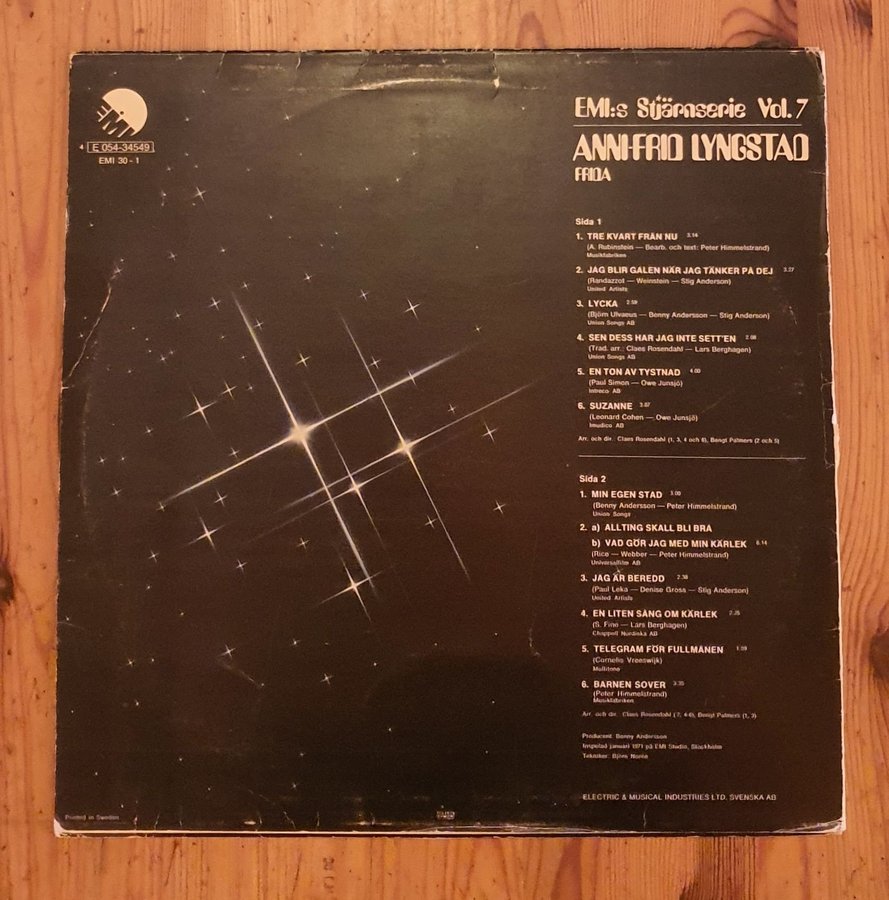 EMI
4 E 054-34549
EMI 30 - 1
EMI:s Stjärnserie Vol. 7
ANNI-FRID LYNGSTAD
FRIDA
Sida 1
1. TRE KVART FRÅN NU 3:14
(A. Rubinstein — Bearb. och text: Peter Himmelstrand)
Musikfabriken
2. JAG BLIR GALEN NÄR JAG TÄNKER PÅ DEJ 3:27
(Randazzot — Weinstein — Stig Anderson)
United Artists
3. LYCKA 2:59
(Björn Ulvaeus — Benny Andersson — Stig Anderson)
Union Songs AB
4. SEN DESS HAR JAG INTE SETT'EN 2:08
(Trad. arr.: Claes Rosendahl — Lars Berghagen)
Union Songs AB
5. EN TON AV TYSTNAD 4:00
(Paul Simon — Owe Junsjö)
Intreco AB
6. SUZANNE 3:07
(Leonard Cohen — Owe Junsjö)
Imudico AB
Arr. och dir.: Claes Rosendahl (1, 3, 4 och 6), Bengt Palmers (2 och 5)
Sida 2
1. MIN EGEN STAD 3:00
(Benny Andersson — Peter Himmelstrand)
Union Songs
2. a) ALLTING SKALL BLI BRA
b) VAD GÖR JAG MED MIN KÄRLEK 6:14
(Rice — Webber — Peter Himmelstrand)
Universalfilm AB
3. JAG ÄR BEREDD 2:38
(Paul Leka — Denise Gross — Stig Anderson)
United Artists
4. EN LITEN SÅNG OM KÄRLEK 2:35
(S. Fine — Lars Berghagen)
Chappell Nordiska AB
5. TELEGRAM FÖR FULLMÅNEN
(Cornelis Vreeswijk)
Multitone
6. BARNEN SOVER 3:35
(Peter Himmelstrand)
Musikfabriken
Arr. och dir.: Claes Rosendahl (2, 4-6), Bengt Palmers (1, 3)
Producent: Benny Andersson
Inspelad januari 1971 på EMI Studio, Stockholm
Tekniker: Björn Norén
ELECTRIC & MUSICAL INDUSTRIES LTD. SVENSKA AB
Printed in Sweden